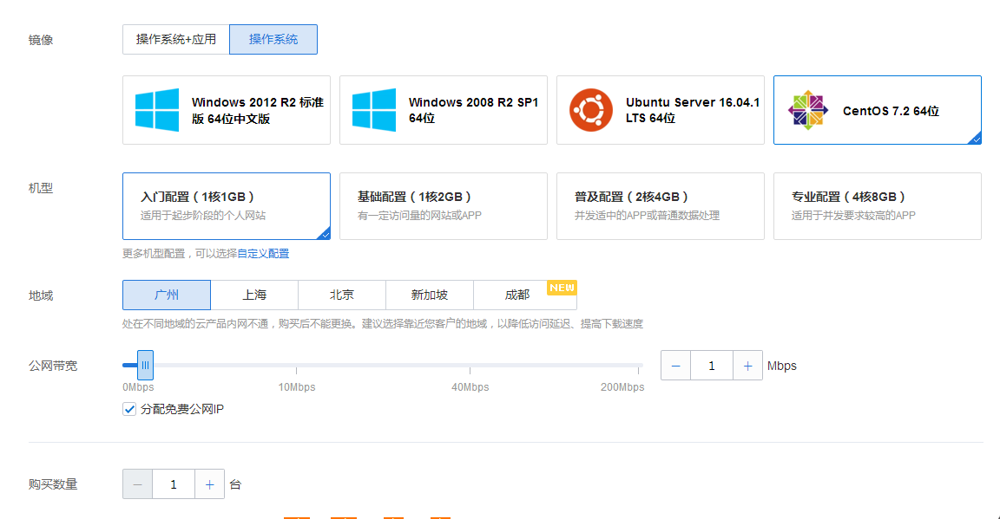 镜像
操作系统+应用
操作系统
Windows 2012 R2 标准
版 64位中文版
Windows 2008 R2 SP1
64位
Ubuntu Server 16.04.1
LTS 64位
CentOS 7.2 64位
机型
入门配置（1核1GB）
适用于起步阶段的个人网站
基础配置（1核2GB）
有一定访问量的网站或APP
普及配置（2核4GB）
并发适中的APP或普通数据处理
专业配置（4核8GB）
适用于并发要求较高的APP
更多机型配置，可以选择自定义配置
地域
广州
上海
北京
新加坡
成都
NEW
处在不同地域的云产品内网不通，购买后不能更换。建议选择靠近您客户的地域，以降低访问延迟、提高下载速度
公网带宽
0Mbps
10Mbps
40Mbps
200Mbps
1
Mbps
分配免费公网IP
购买数量
1
台